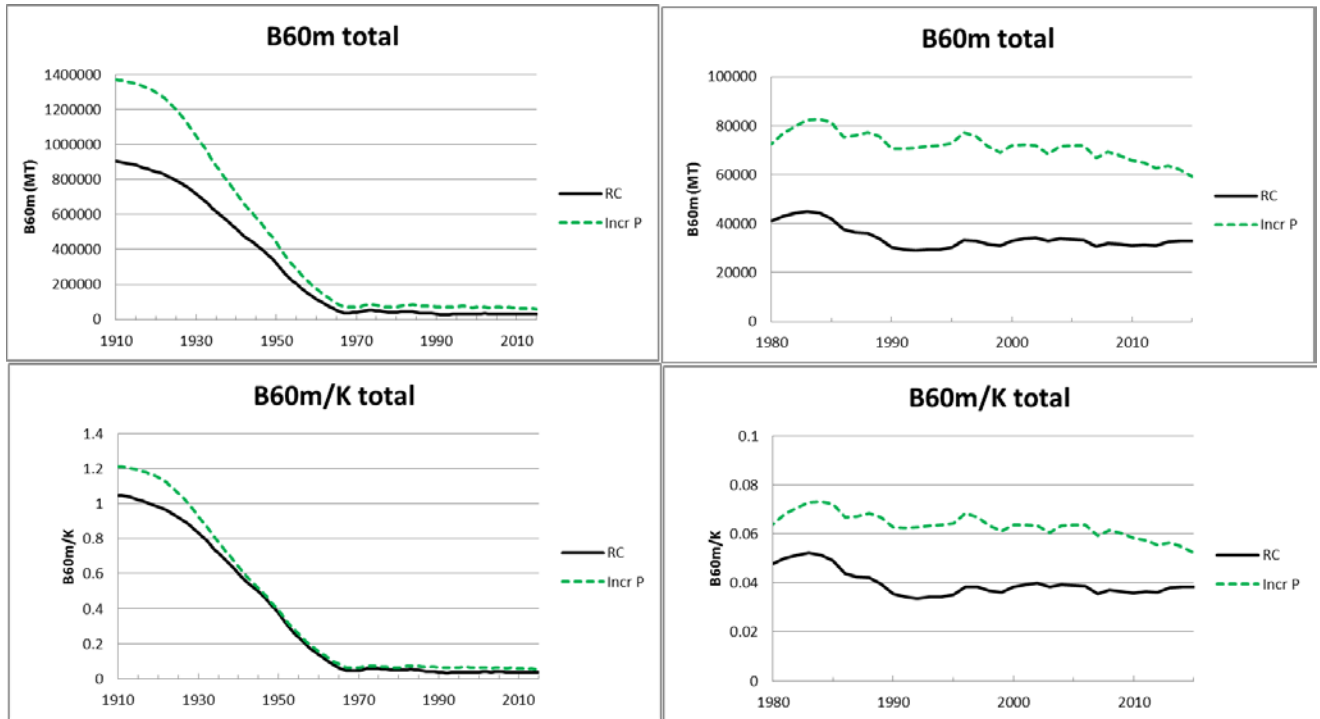 B60m total
1400000
1200000
1000000
800000
600000
400000
200000
0
B60m (MT)
1910 1930 1950 1970 1990 2010
RC
Incr P
B60m total
100000
80000
60000
40000
20000
0
B60m (MT)
1980 1990 2000 2010
RC
Incr P
B60m/K total
1.4
1.2
1
0.8
0.6
0.4
0.2
0
B60m/K
1910 1930 1950 1970 1990 2010
RC
Incr P
B60m/K total
0.1
0.08
0.06
0.04
0.02
0
B60m/K
1980 1990 2000 2010
RC
Incr P